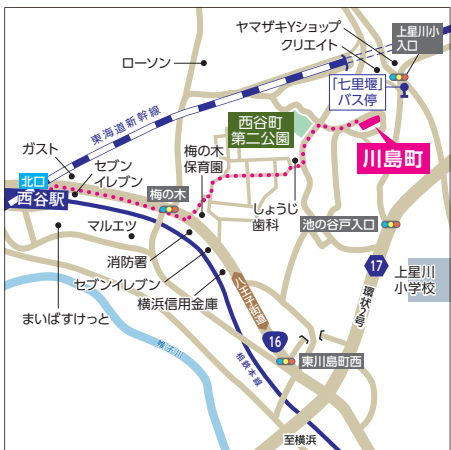 ヤマザキYショップ
クリエイト
上星川小
入口
ローソン
「七里堰」
バス停
東海道新幹線
西谷町
第二公園
川島町
ガスト
セブン
イレブン
梅の木
保育園
北口
西谷駅
梅の木
しょうじ
歯科
池の谷戸入口
マルエツ
消防署
セブンイレブン
横浜信用金庫
八王子街道
17
環状2号
上星川
小学校
まいばすけっと
帷子川
相鉄本線
16
東川島町西
至横浜